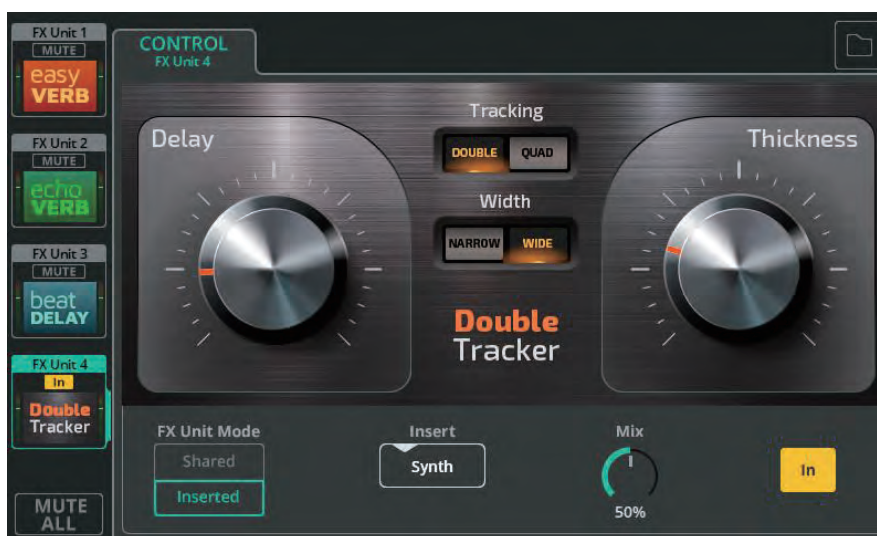 FX Unit 1
MUTE
easy
VERB
FX Unit 2
MUTE
echo
VERB
FX Unit 3
MUTE
beat
DELAY
FX Unit 4
In
Double
Tracker
MUTE
ALL
CONTROL
FX Unit 4
Delay
Tracking
DOUBLE QUAD
Width
NARROW WIDE
Double
Tracker
Thickness
FX Unit Mode
Shared
Inserted
Insert
Synth
Mix
50%
In